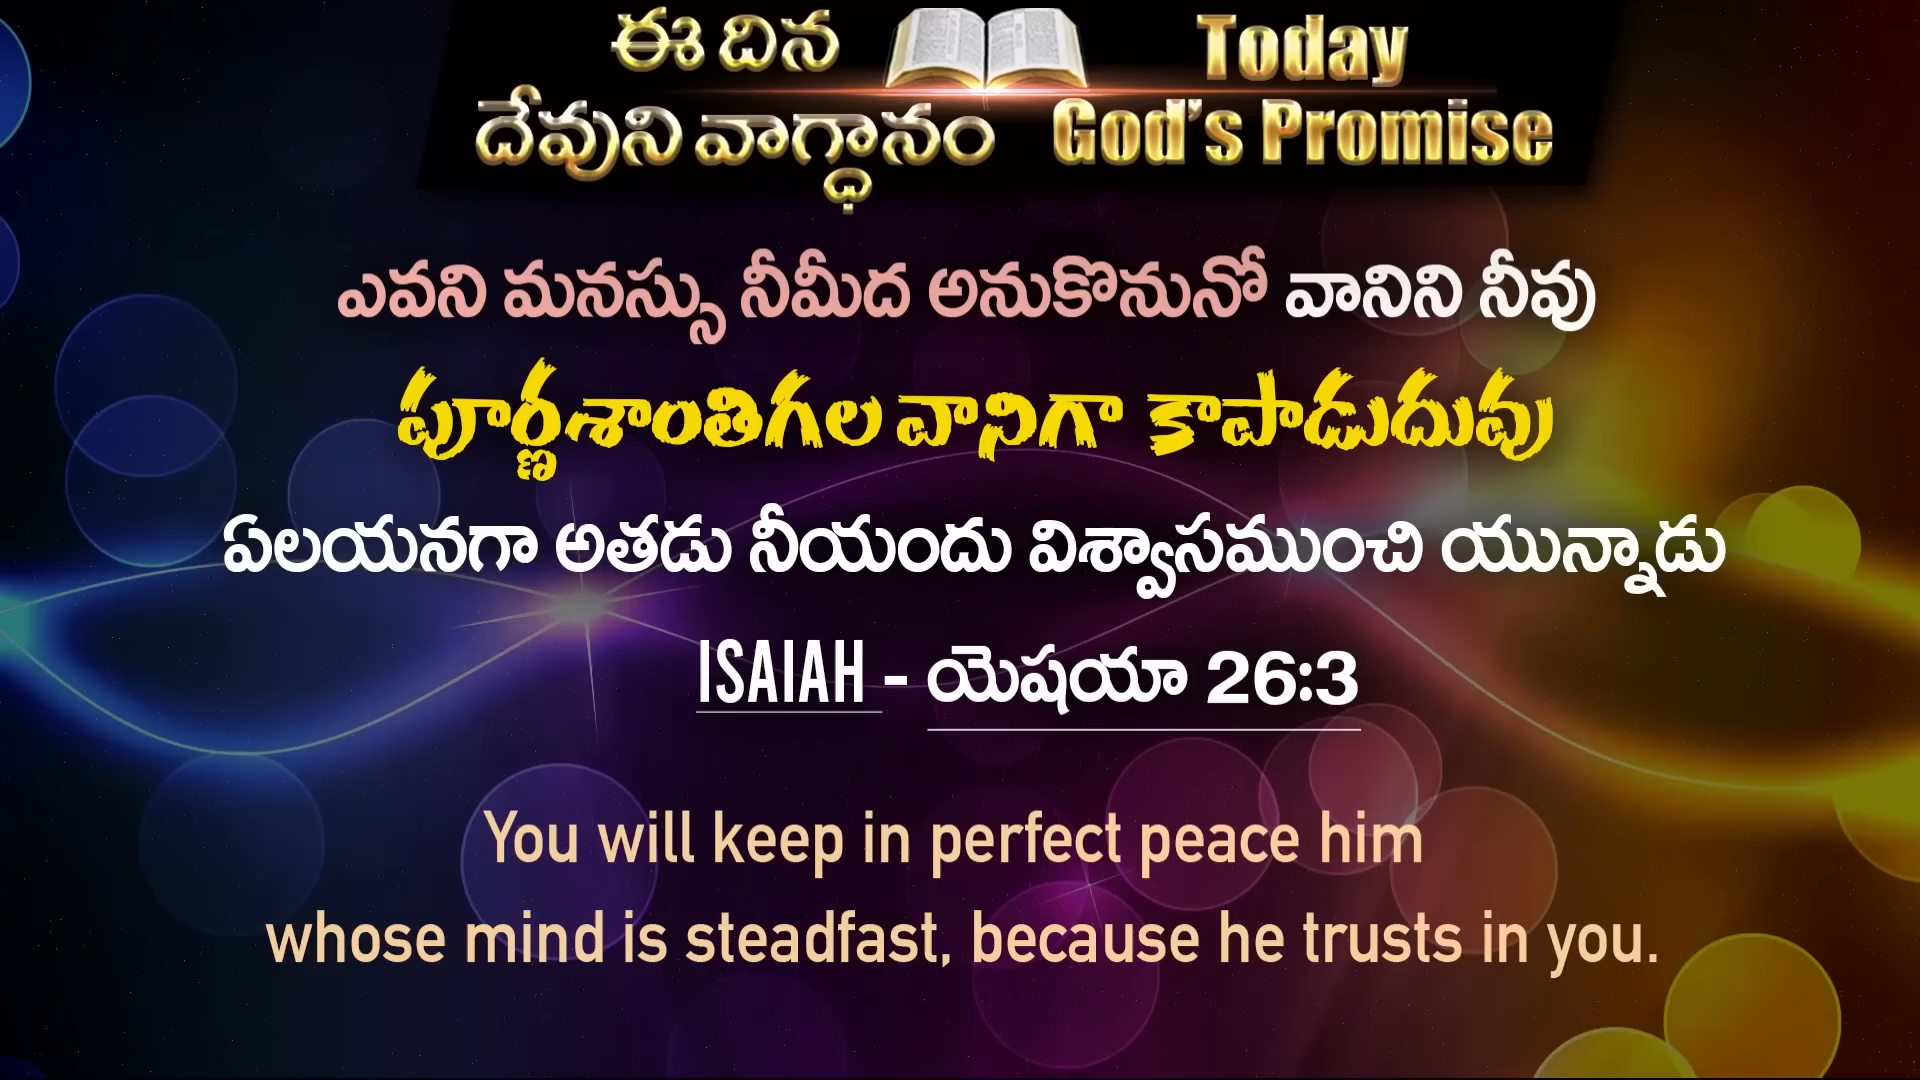 ఈ దిన
దేవుని వాగ్ధానం
Today
God's Promise
ఎవని మనస్సు నీమీద అనుకొనునో వానిని నీవు
పూర్ణశాంతిగల వానిగా కాపాడుదువు
ఏలయనగా అతడు నీయందు విశ్వాసముంచి యున్నాడు
ISAIAH - యెషయా 26:3
You will keep in perfect peace him
whose mind is steadfast, because he trusts in you.